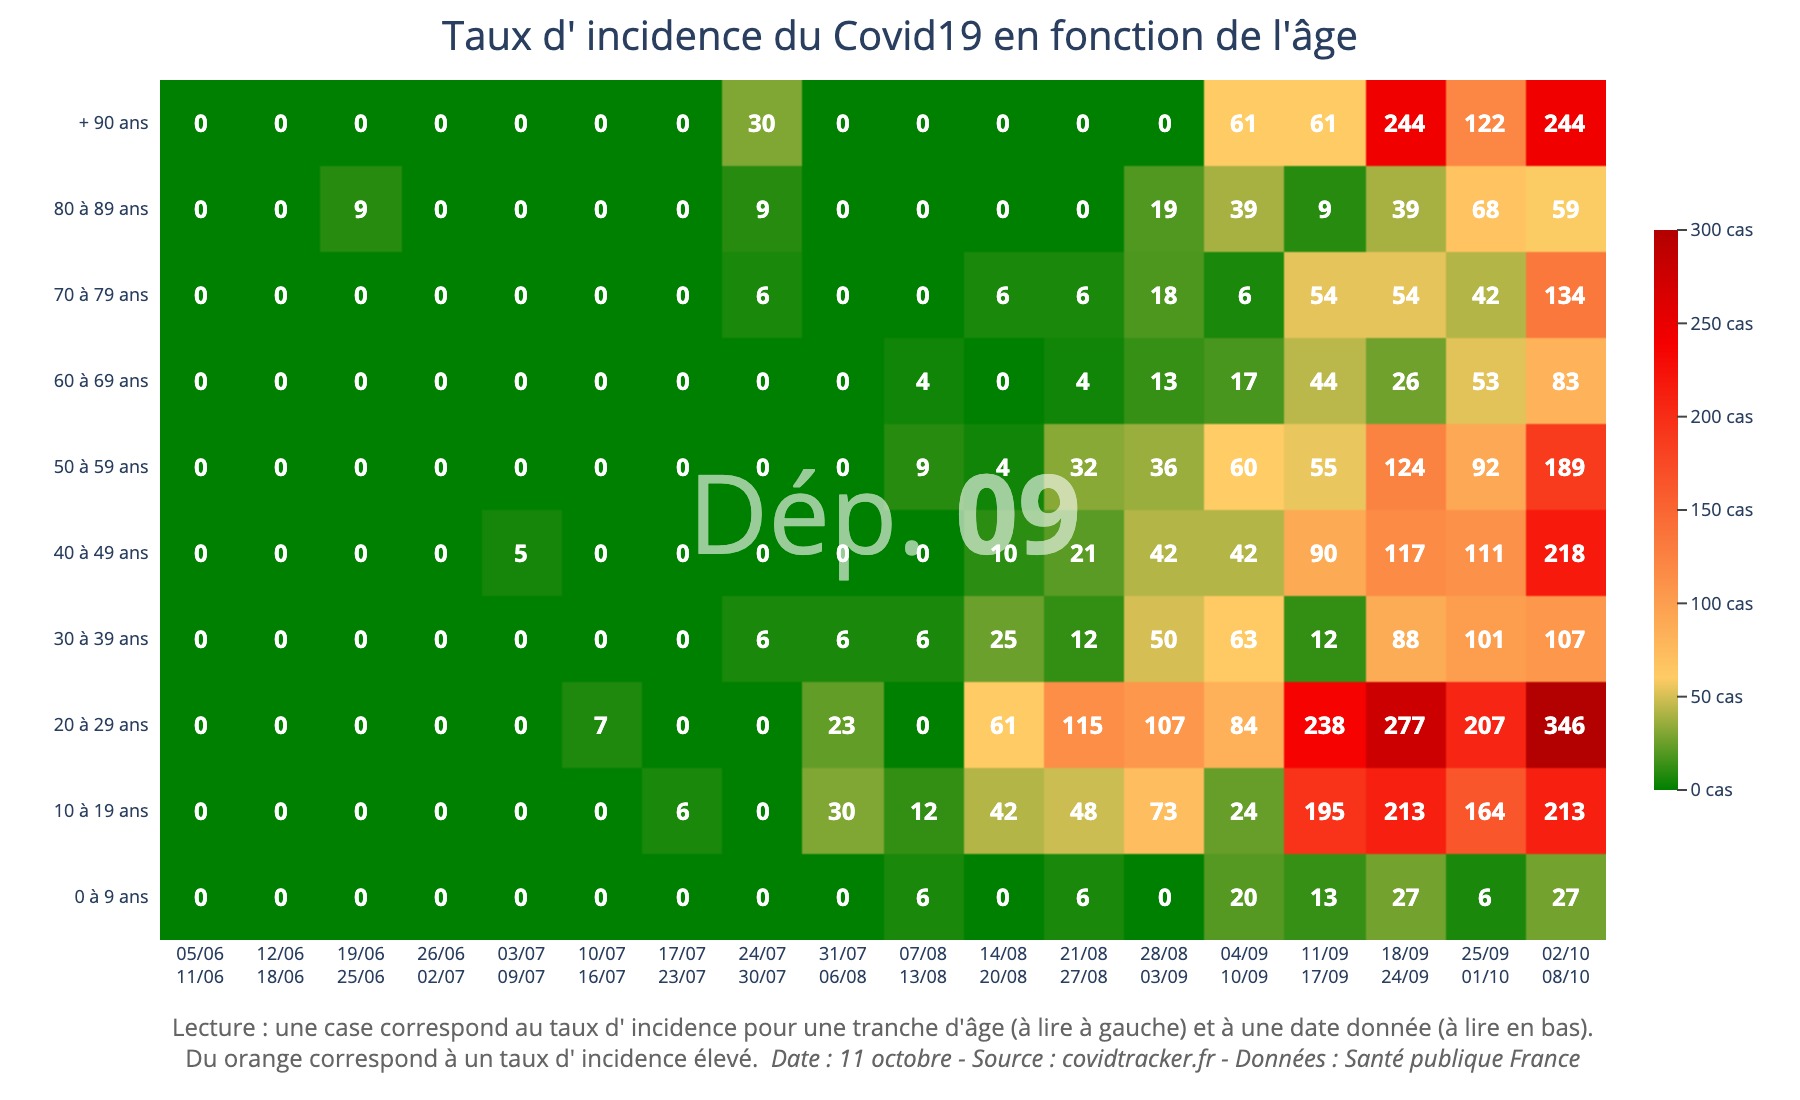 Taux d' incidence du Covid19 en fonction de l'âge
+ 90 ans 0 0 0 0 0 0 0 30 0 0 0 0 0 61 61 244 122 244
80 à 89 ans 0 0 9 0 0 0 0 9 0 0 0 0 19 39 9 39 68 59
70 à 79 ans 0 0 0 0 0 0 0 6 0 0 6 6 18 6 54 54 42 134
60 à 69 ans 0 0 0 0 0 0 0 0 0 4 0 4 13 17 44 26 53 83
50 à 59 ans 0 0 0 0 0 0 0 0 0 9 4 32 36 60 55 124 92 189
Dép. 09
40 à 49 ans 0 0 0 0 5 0 0 0 0 0 10 21 42 42 90 117 111 218
30 à 39 ans 0 0 0 0 0 0 0 6 6 6 25 12 50 63 12 88 101 107
20 à 29 ans 0 0 0 0 0 7 0 0 23 0 61 115 107 84 238 277 207 346
10 à 19 ans 0 0 0 0 0 0 6 0 30 12 42 48 73 24 195 213 164 213
0 à 9 ans 0 0 0 0 0 0 0 0 0 6 0 6 0 20 13 27 6 27
05/06 12/06 19/06 26/06 03/07 10/07 17/07 24/07 31/07 07/08 14/08 21/08 28/08 04/09 11/09 18/09 25/09 02/10
11/06 18/06 25/06 02/07 09/07 16/07 23/07 30/07 06/08 13/08 20/08 27/08 03/09 10/09 17/09 24/09 01/10 08/10
300 cas
250 cas
200 cas
150 cas
100 cas
50 cas
0 cas
Lecture : une case correspond au taux d' incidence pour une tranche d'âge (à lire à gauche) et à une date donnée (à lire en bas).
Du orange correspond à un taux d' incidence élevé. Date : 11 octobre - Source : covidtracker.fr - Données : Santé publique France